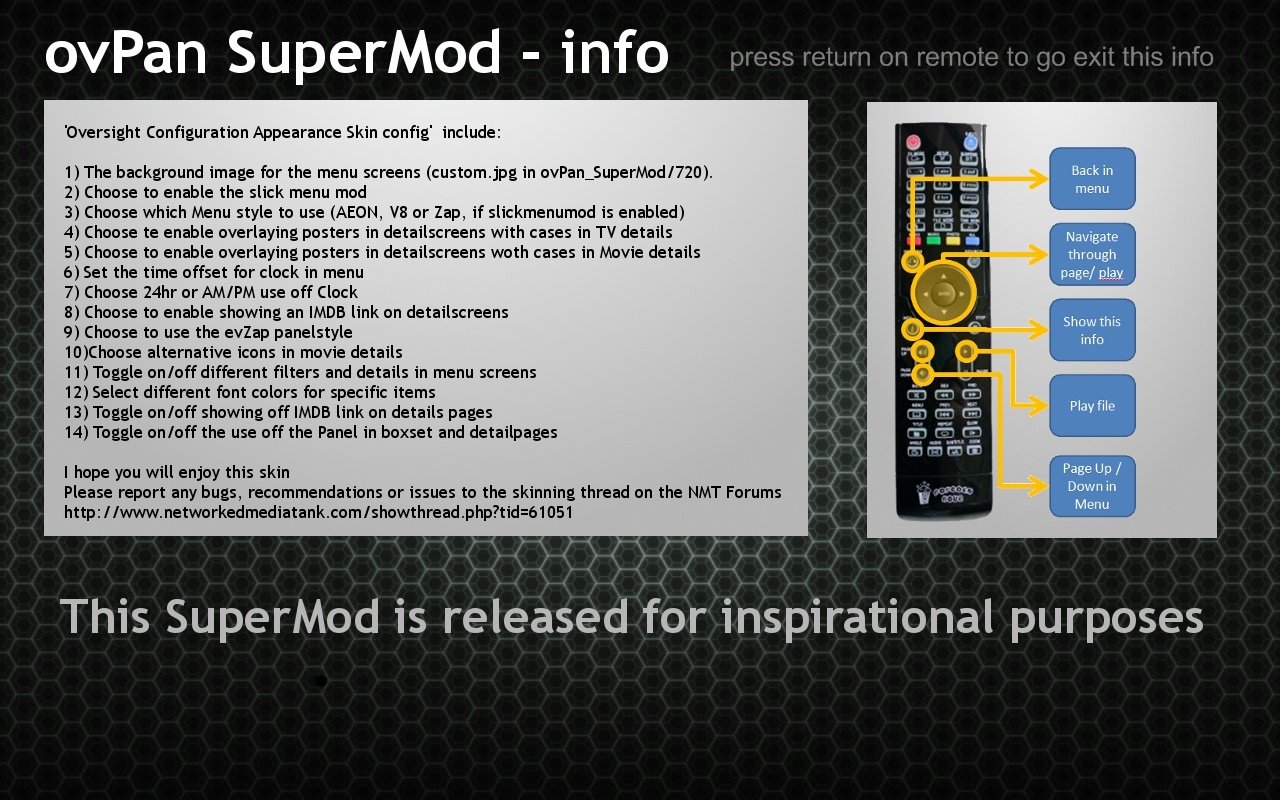 ovPan SuperMod - info
press return on remote to go exit this info
'Oversight Configuration Appearance Skin config'  include:
1) The background image for the menu screens (custom.jpg in ovPan_SuperMod/720).
2) Choose to enable the slick menu mod
3) Choose which Menu style to use (AEON, V8 or Zap, if slickmenumod is enabled)
4) Choose te enable overlaying posters in detailscreens with cases in TV details
5) Choose te enable overlaying posters in detailscreens woth cases in Movie details
6) Set the time offset for clock in menu
7) Choose 24hr or AM/PM use off Clock
8) Choose to enable showing an IMDB link on detailscreens
9) Choose to use the evZap panelstyle
10)Choose alternative icons in movie details
11) Toggle on/off different filters and details in menu screens
12) Select different font colors for specific items
13) Toggle on/off showing off IMDB link on details pages
14) Toggle on/off the use off the Panel in boxset and detailpages
I hope you will enjoy this skin
Please report any bugs, recommendations or issues to the skinning thread on the NMT Forums
http://www.networkedmediatank.com/showthread.php?tid=61051
Back in
menu
Navigate
through
page/ play
Show this
info
Play file
Page Up /
Down in
Menu
POPCORN
HOUR
This SuperMod is released for inspirational purposes